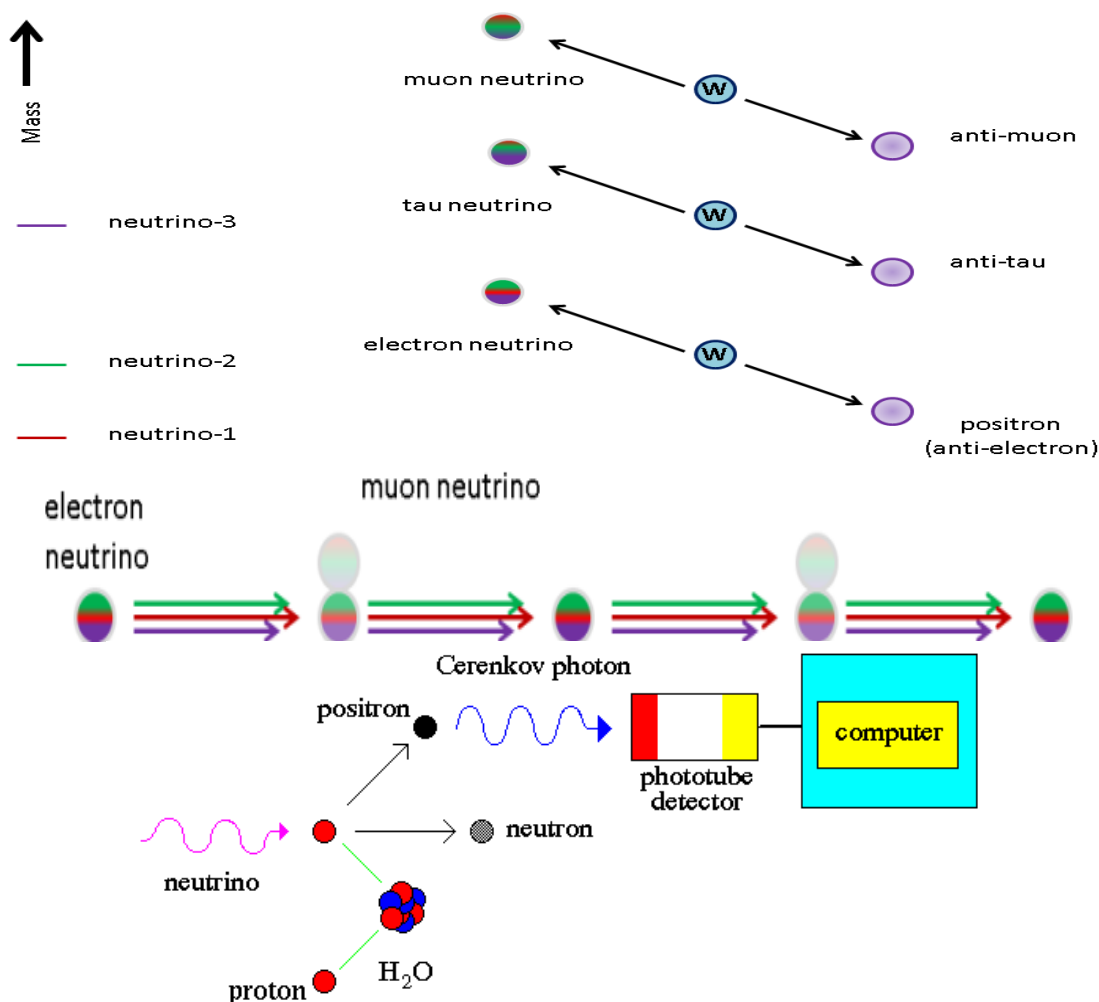 Mass
muon neutrino
W
anti-muon
neutrino-3
tau neutrino
W
anti-tau
neutrino-2
electron neutrino
W
neutrino-1
positron
(anti-electron)
electron
neutrino
muon neutrino
Cerenkov photon
positron
computer
phototube
detector
neutron
neutrino
H₂O
proton